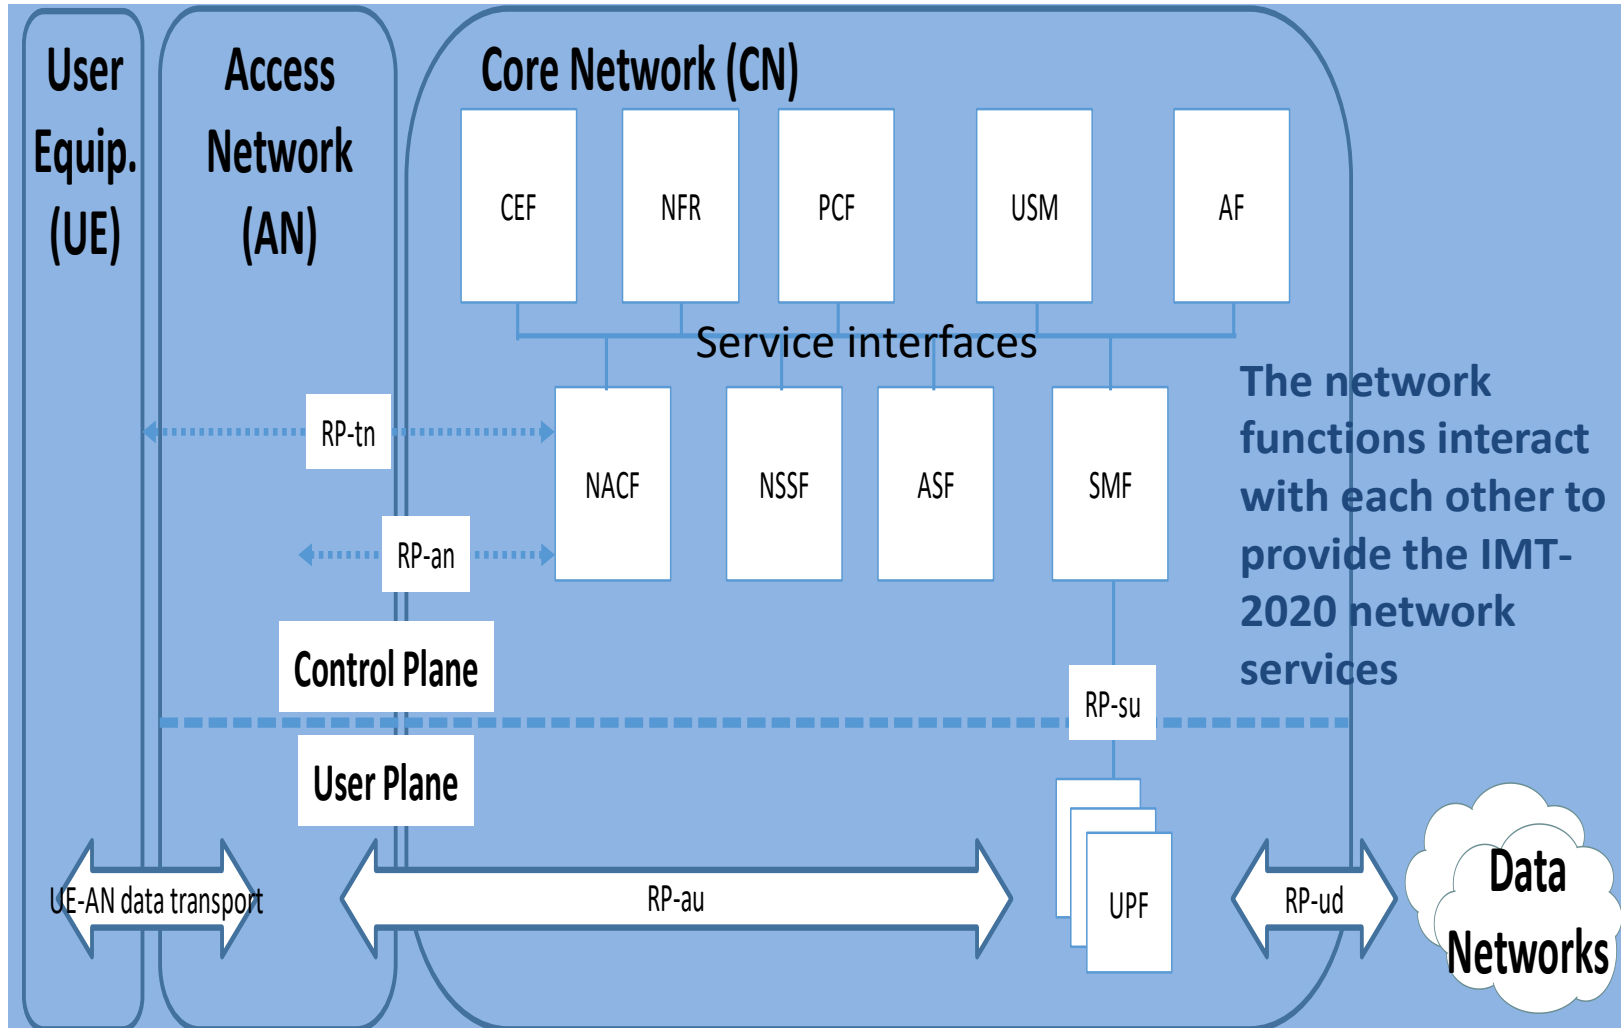 User
Equip.
(UE)
Access
Network
(AN)
Core Network (CN)
CEF
NFR
PCF
USM
AF
Service interfaces
RP-tn
NACF
NSSF
ASF
SMF
RP-an
The network
functions interact
with each other to
provide the IMT-
2020 network
services
Control Plane
RP-su
User Plane
UE-AN data transport
RP-au
UPF
RP-ud
Data
Networks